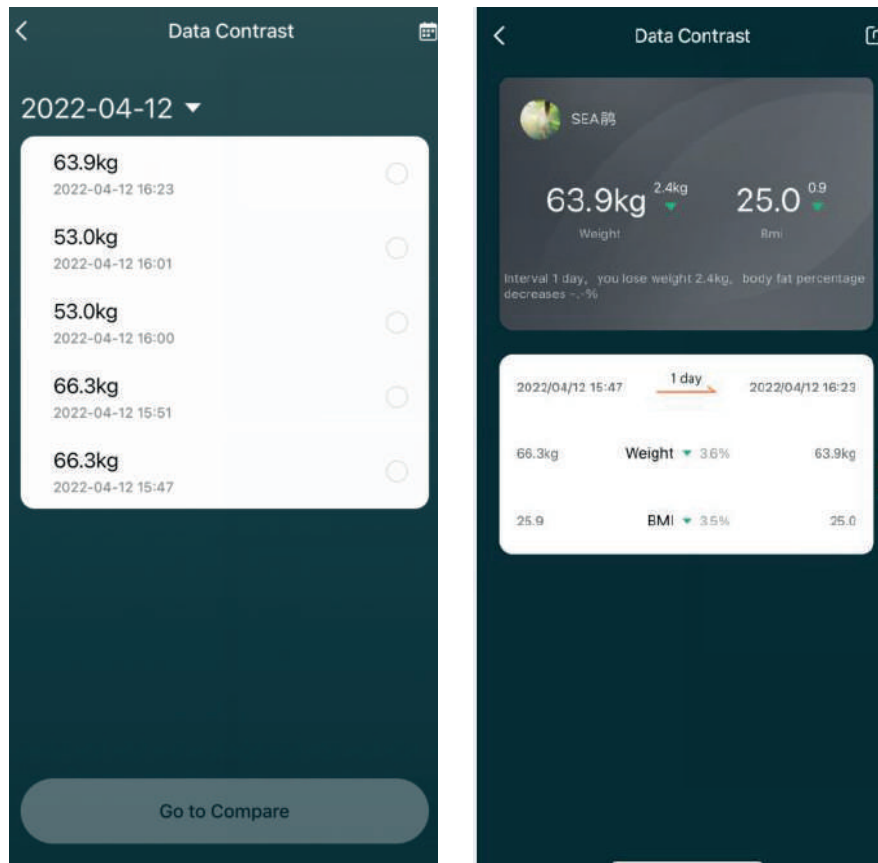 Data Contrast
2022-04-12
63.9kg
2022-04-12 16:23
53.0kg
2022-04-12 16:01
53.0kg
2022-04-12 16:00
66.3kg
2022-04-12 15:51
66.3kg
2022-04-12 15:47
Go to Compare
Data Contrast
SEA鹃
63.9kg 2.4kg 25.0 0.9
Weight Bmi
Interval 1 day, you lose weight 2.4kg, body fat percentage
decreases -.-%
1 day
2022/04/12 15:47 2022/04/12 16:23
66.3kg Weight 3.6% 63.9kg
25.9 BMI 3.5% 25.0